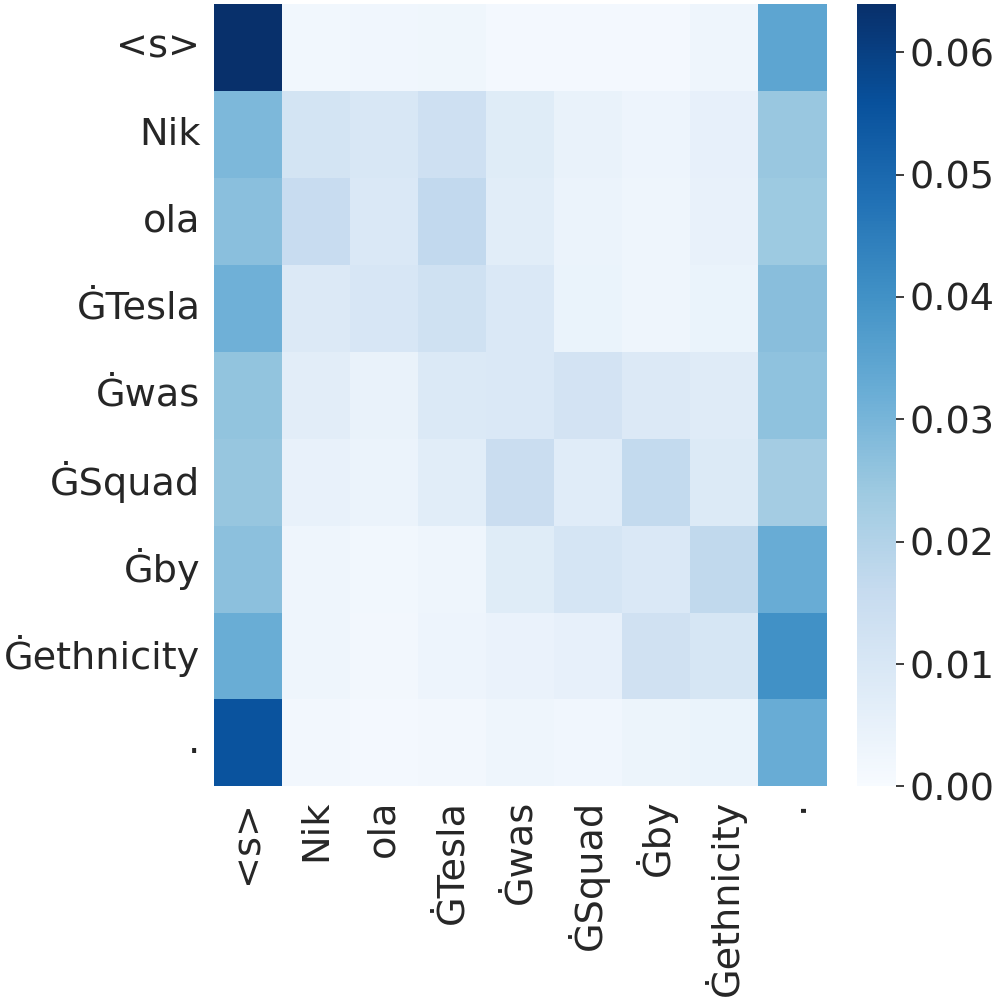 <s>
Nik
ola
ĠTesla
Ġwas
ĠSquad
Ġby
Ġethnicity
.
<s>
Nik
ola
ĠTesla
Ġwas
ĠSquad
Ġby
Ġethnicity
.
0.06
0.05
0.04
0.03
0.02
0.01
0.00